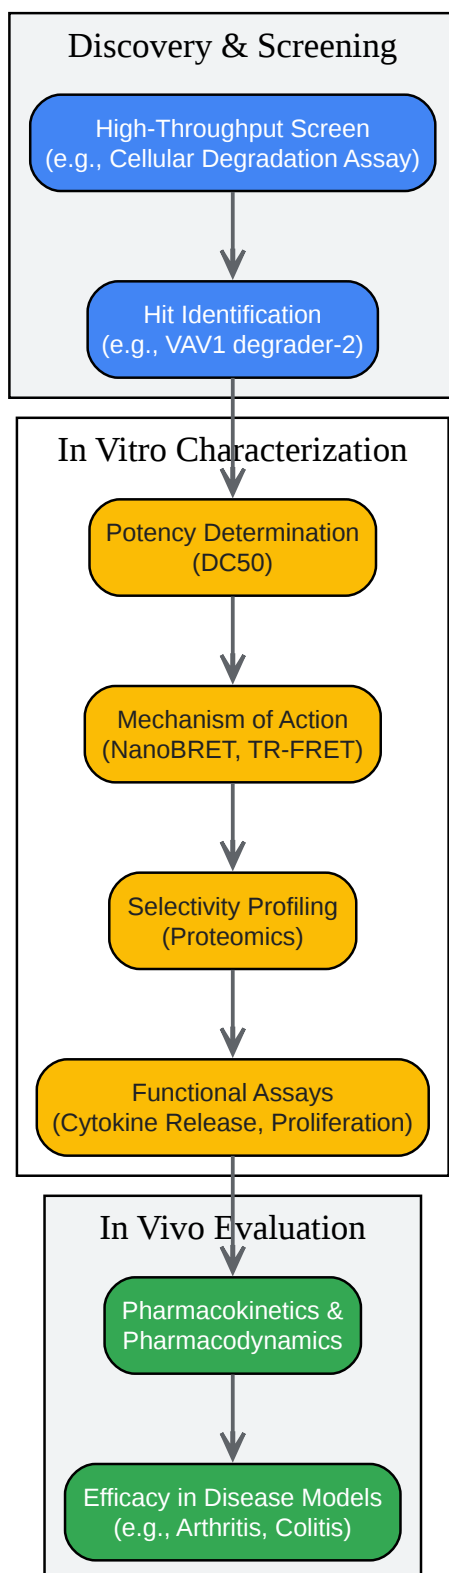 Discovery & Screening
High-Throughput Screen
(e.g., Cellular Degradation Assay)
Hit Identification
(e.g., VAV1 degrader-2)
In Vitro Characterization
Potency Determination
(DC50)
Mechanism of Action
(NanoBRET, TR-FRET)
Selectivity Profiling
(Proteomics)
Functional Assays
(Cytokine Release, Proliferation)
In Vivo Evaluation
Pharmacokinetics &
Pharmacodynamics
Efficacy in Disease Models
(e.g., Arthritis, Colitis)